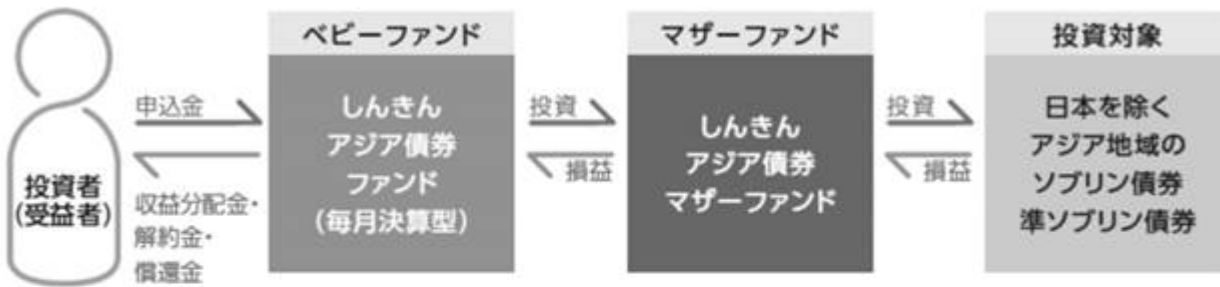 投資者
(受益者)
申込金
収益分配金・
解約金・
償還金
ベビーファンド
しんきん
アジア債券
ファンド
(毎月決算型)
投資
損益
マザーファンド
しんきん
アジア債券
マザーファンド
投資
損益
投資対象
日本を除く
アジア地域の
ソブリン債券
準ソブリン債券